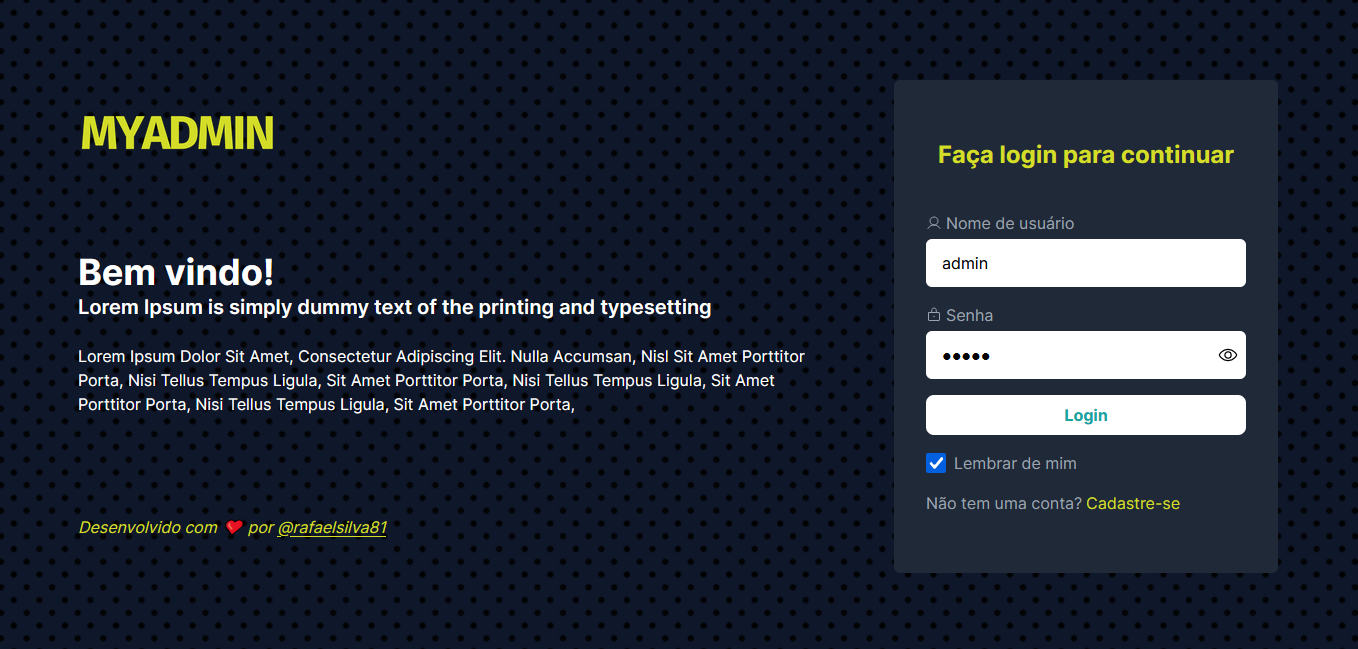 MYADMIN
Bem vindo!
Lorem Ipsum is simply dummy text of the printing and typesetting
Lorem Ipsum Dolor Sit Amet, Consectetur Adipiscing Elit. Nulla Accumsan, Nisl Sit Amet Porttitor
Porta, Nisi Tellus Tempus Ligula, Sit Amet Porttitor Porta, Nisi Tellus Tempus Ligula, Sit Amet
Porttitor Porta, Nisi Tellus Tempus Ligula, Sit Amet Porttitor Porta,
Desenvolvido com ❤️ por @rafaelsilva81
Faça login para continuar
Nome de usuário
admin
Senha
●●●●●
Login
Lembrar de mim
Não tem uma conta? Cadastre-se